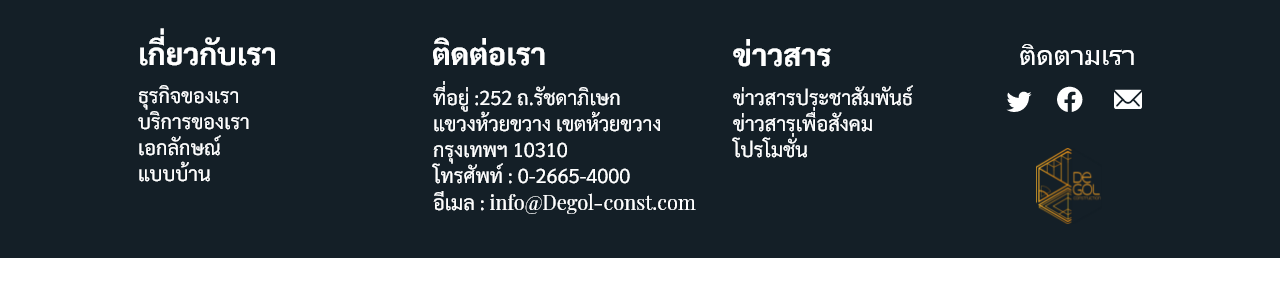 เกี่ยวกับเรา
ธุรกิจของเรา
บริการของเรา
เอกลักษณ์
แบบบ้าน
ติดต่อเรา
ที่อยู่ :252 ถ.รัชดาภิเษก
แขวงห้วยขวาง เขตห้วยขวาง
กรุงเทพฯ 10310
โทรศัพท์ : 0-2665-4000
อีเมล : info@Degol-const.com
ข่าวสาร
ข่าวสารประชาสัมพันธ์
ข่าวสารเพื่อสังคม
โปรโมชั่น
ติดตามเรา
De
GOL
construction